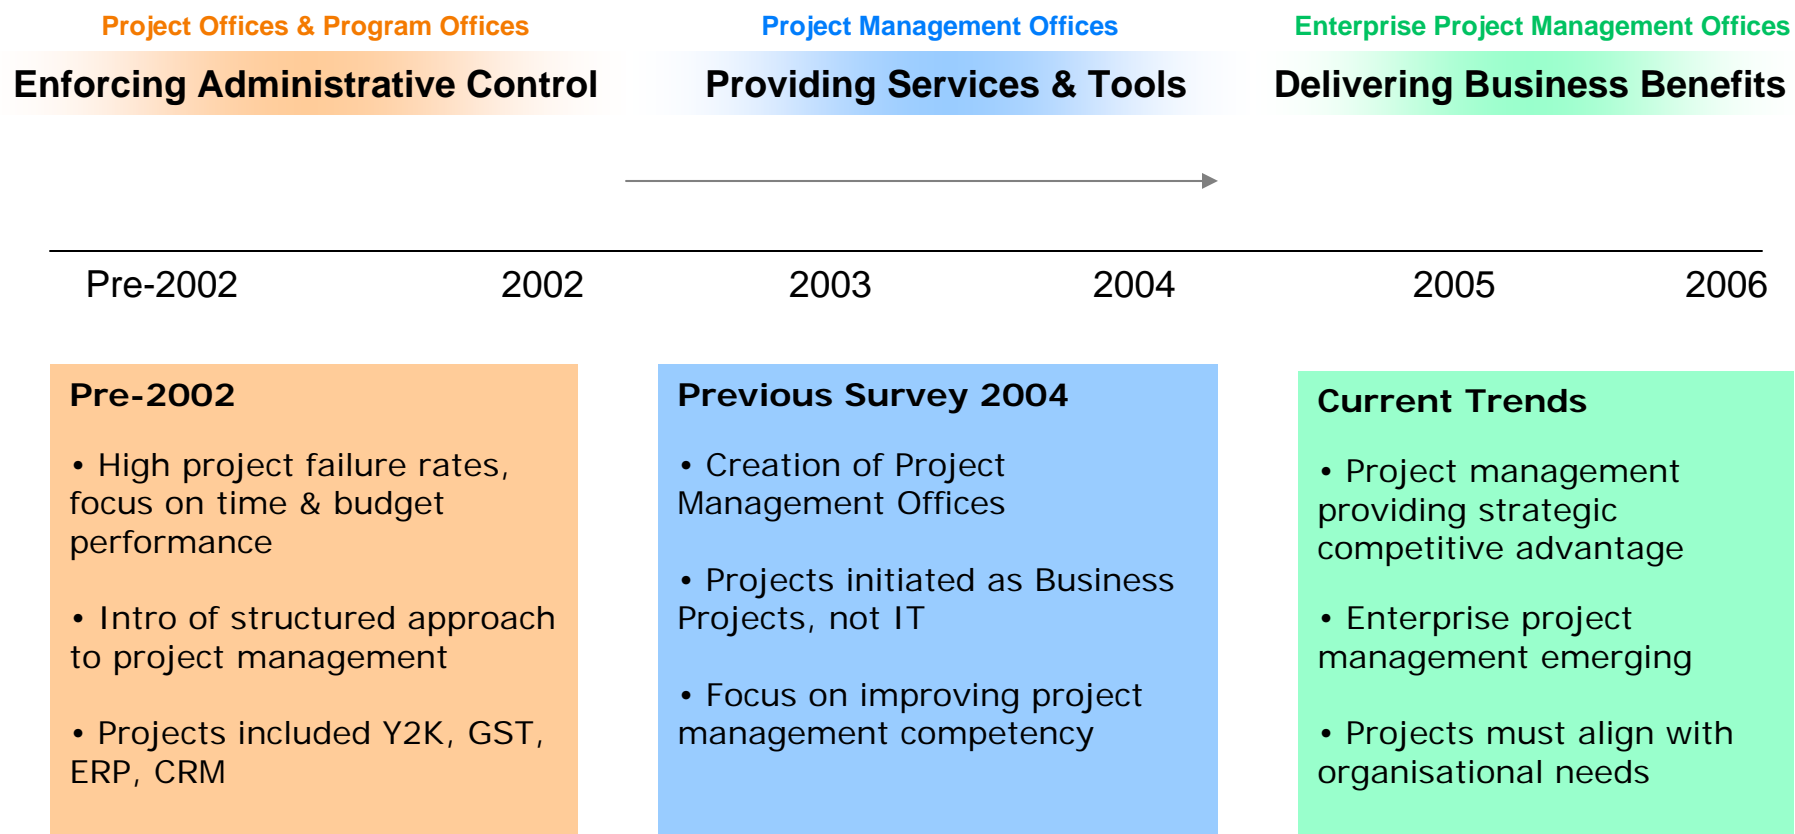 Project Offices & Program Offices
Project Management Offices
Enterprise Project Management Offices
Enforcing Administrative Control
Providing Services & Tools
Delivering Business Benefits
Pre-2002
2002
2003
2004
2005
2006
Pre-2002
• High project failure rates,
focus on time & budget
performance
• Intro of structured approach
to project management
• Projects included Y2K, GST,
ERP, CRM
Previous Survey 2004
• Creation of Project
Management Offices
• Projects initiated as Business
Projects, not IT
• Focus on improving project
management competency
Current Trends
• Project management
providing strategic
competitive advantage
• Enterprise project
management emerging
• Projects must align with
organisational needs